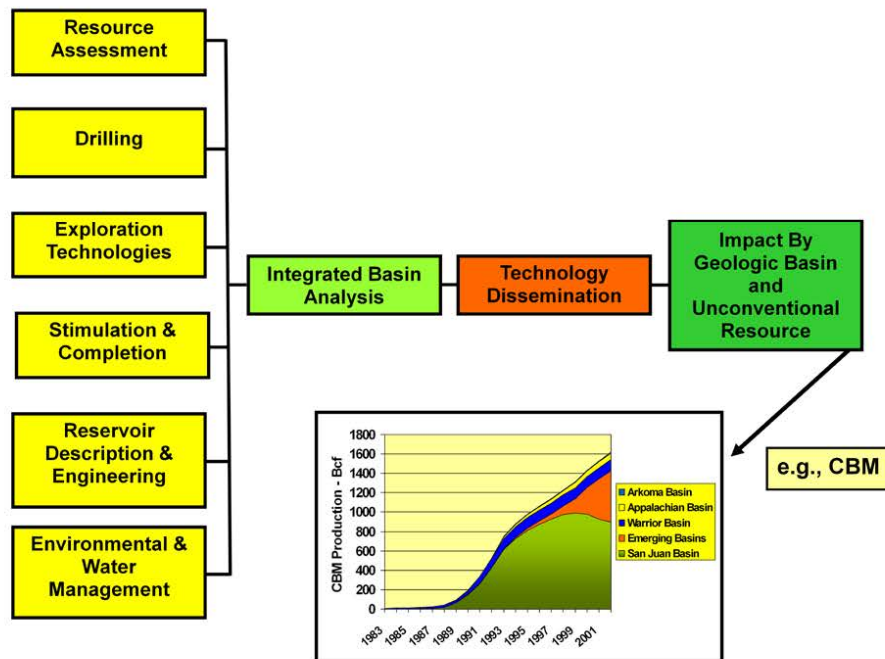 Resource
Assessment
Drilling
Exploration
Technologies
Stimulation &
Completion
Reservoir
Description &
Engineering
Environmental &
Water
Management
Integrated Basin
Analysis
Technology
Dissemination
Impact By
Geologic Basin
and
Unconventional
Resource
e.g., CBM
CBM Production - Bcf
1800
1600
1400
1200
1000
800
600
400
200
0
1983
1985
1987
1989
1991
1993
1995
1997
1999
2001
Arkoma Basin
Appalachian Basin
Warrior Basin
Emerging Basins
San Juan Basin